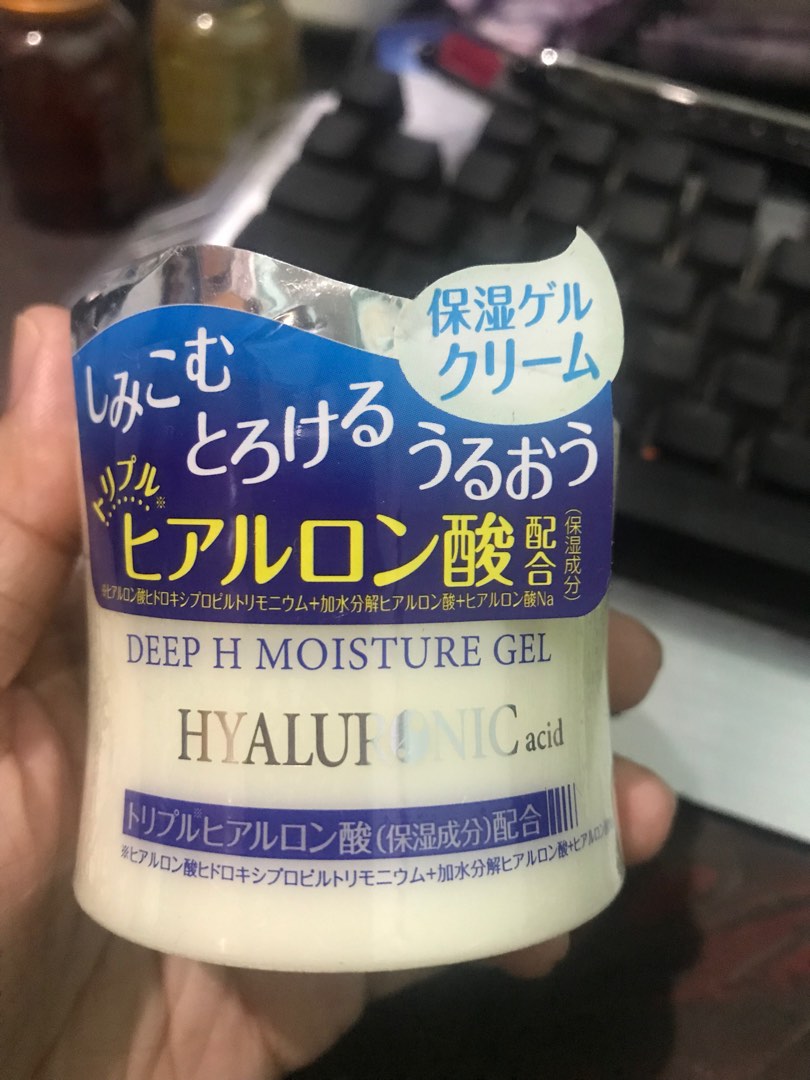 保湿ゲル
クリーム
しみこむ
とろける
うるおう
トリプル※
ヒアルロン酸 配合 (保湿成分)
※ヒアルロン酸ヒドロキシプロピルトリモニウム+加水分解ヒアルロン酸+ヒアルロン酸Na
DEEP H MOISTURE GEL
HYALURONIC acid
トリプル※ヒアルロン酸(保湿成分)配合
※ヒアルロン酸ヒドロキシプロピルトリモニウム+加水分解ヒアルロン酸+ヒアルロン